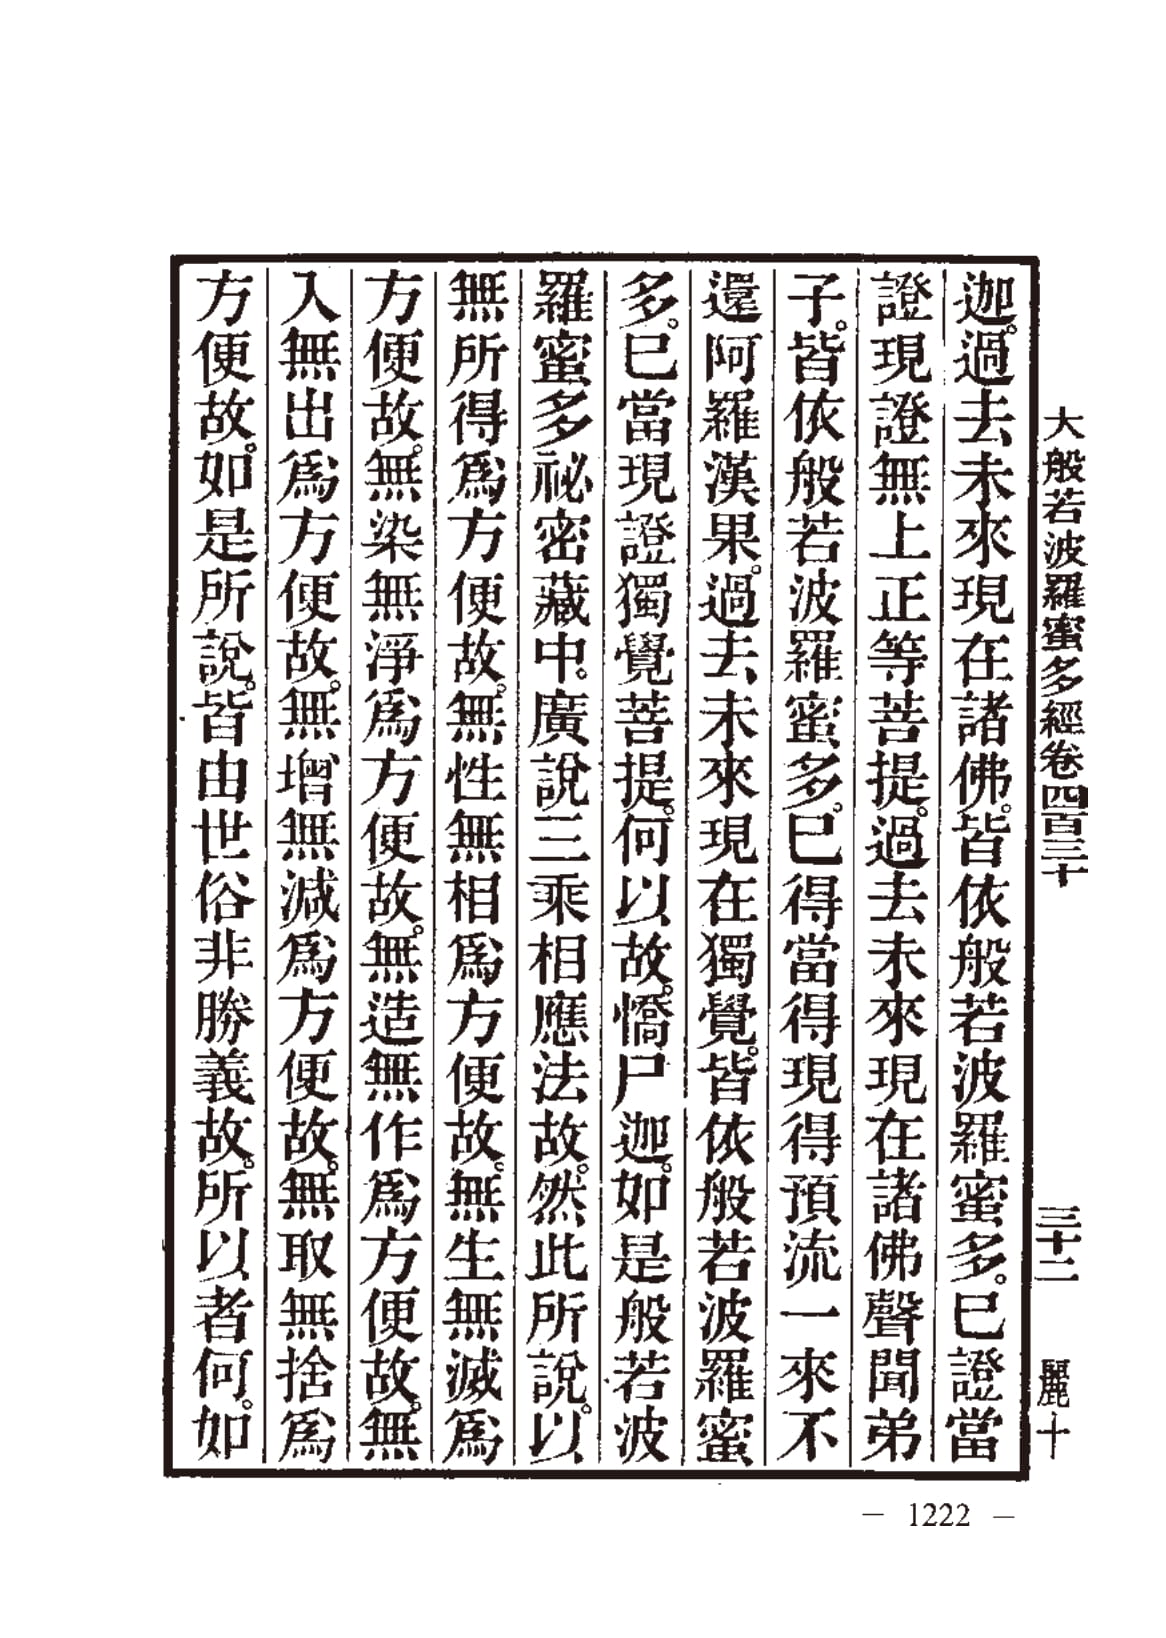 大般若波羅蜜多經卷四百三十 三十二 麗十
迦。過去未來現在諸佛。皆依般若波羅蜜多。已證當
證現證無上正等菩提。過去未來現在諸佛聲聞弟
子。皆依般若波羅蜜多。已得當得現得預流一來不
還阿羅漢果。過去未來現在獨覺。皆依般若波羅蜜
多。已當現證獨覺菩提。何以故。憍尸迦。如是般若波
羅蜜多祕密藏中。廣說三乘相應法故。然此所說。以
無所得爲方便故。無性無相爲方便故。無生無滅爲
方便故。無染無淨爲方便故。無造無作爲方便故。無
入無出爲方便故。無增無減爲方便故。無取無捨爲
方便故。如是所說。皆由世俗非勝義故。所以者何。如
— 1222 —